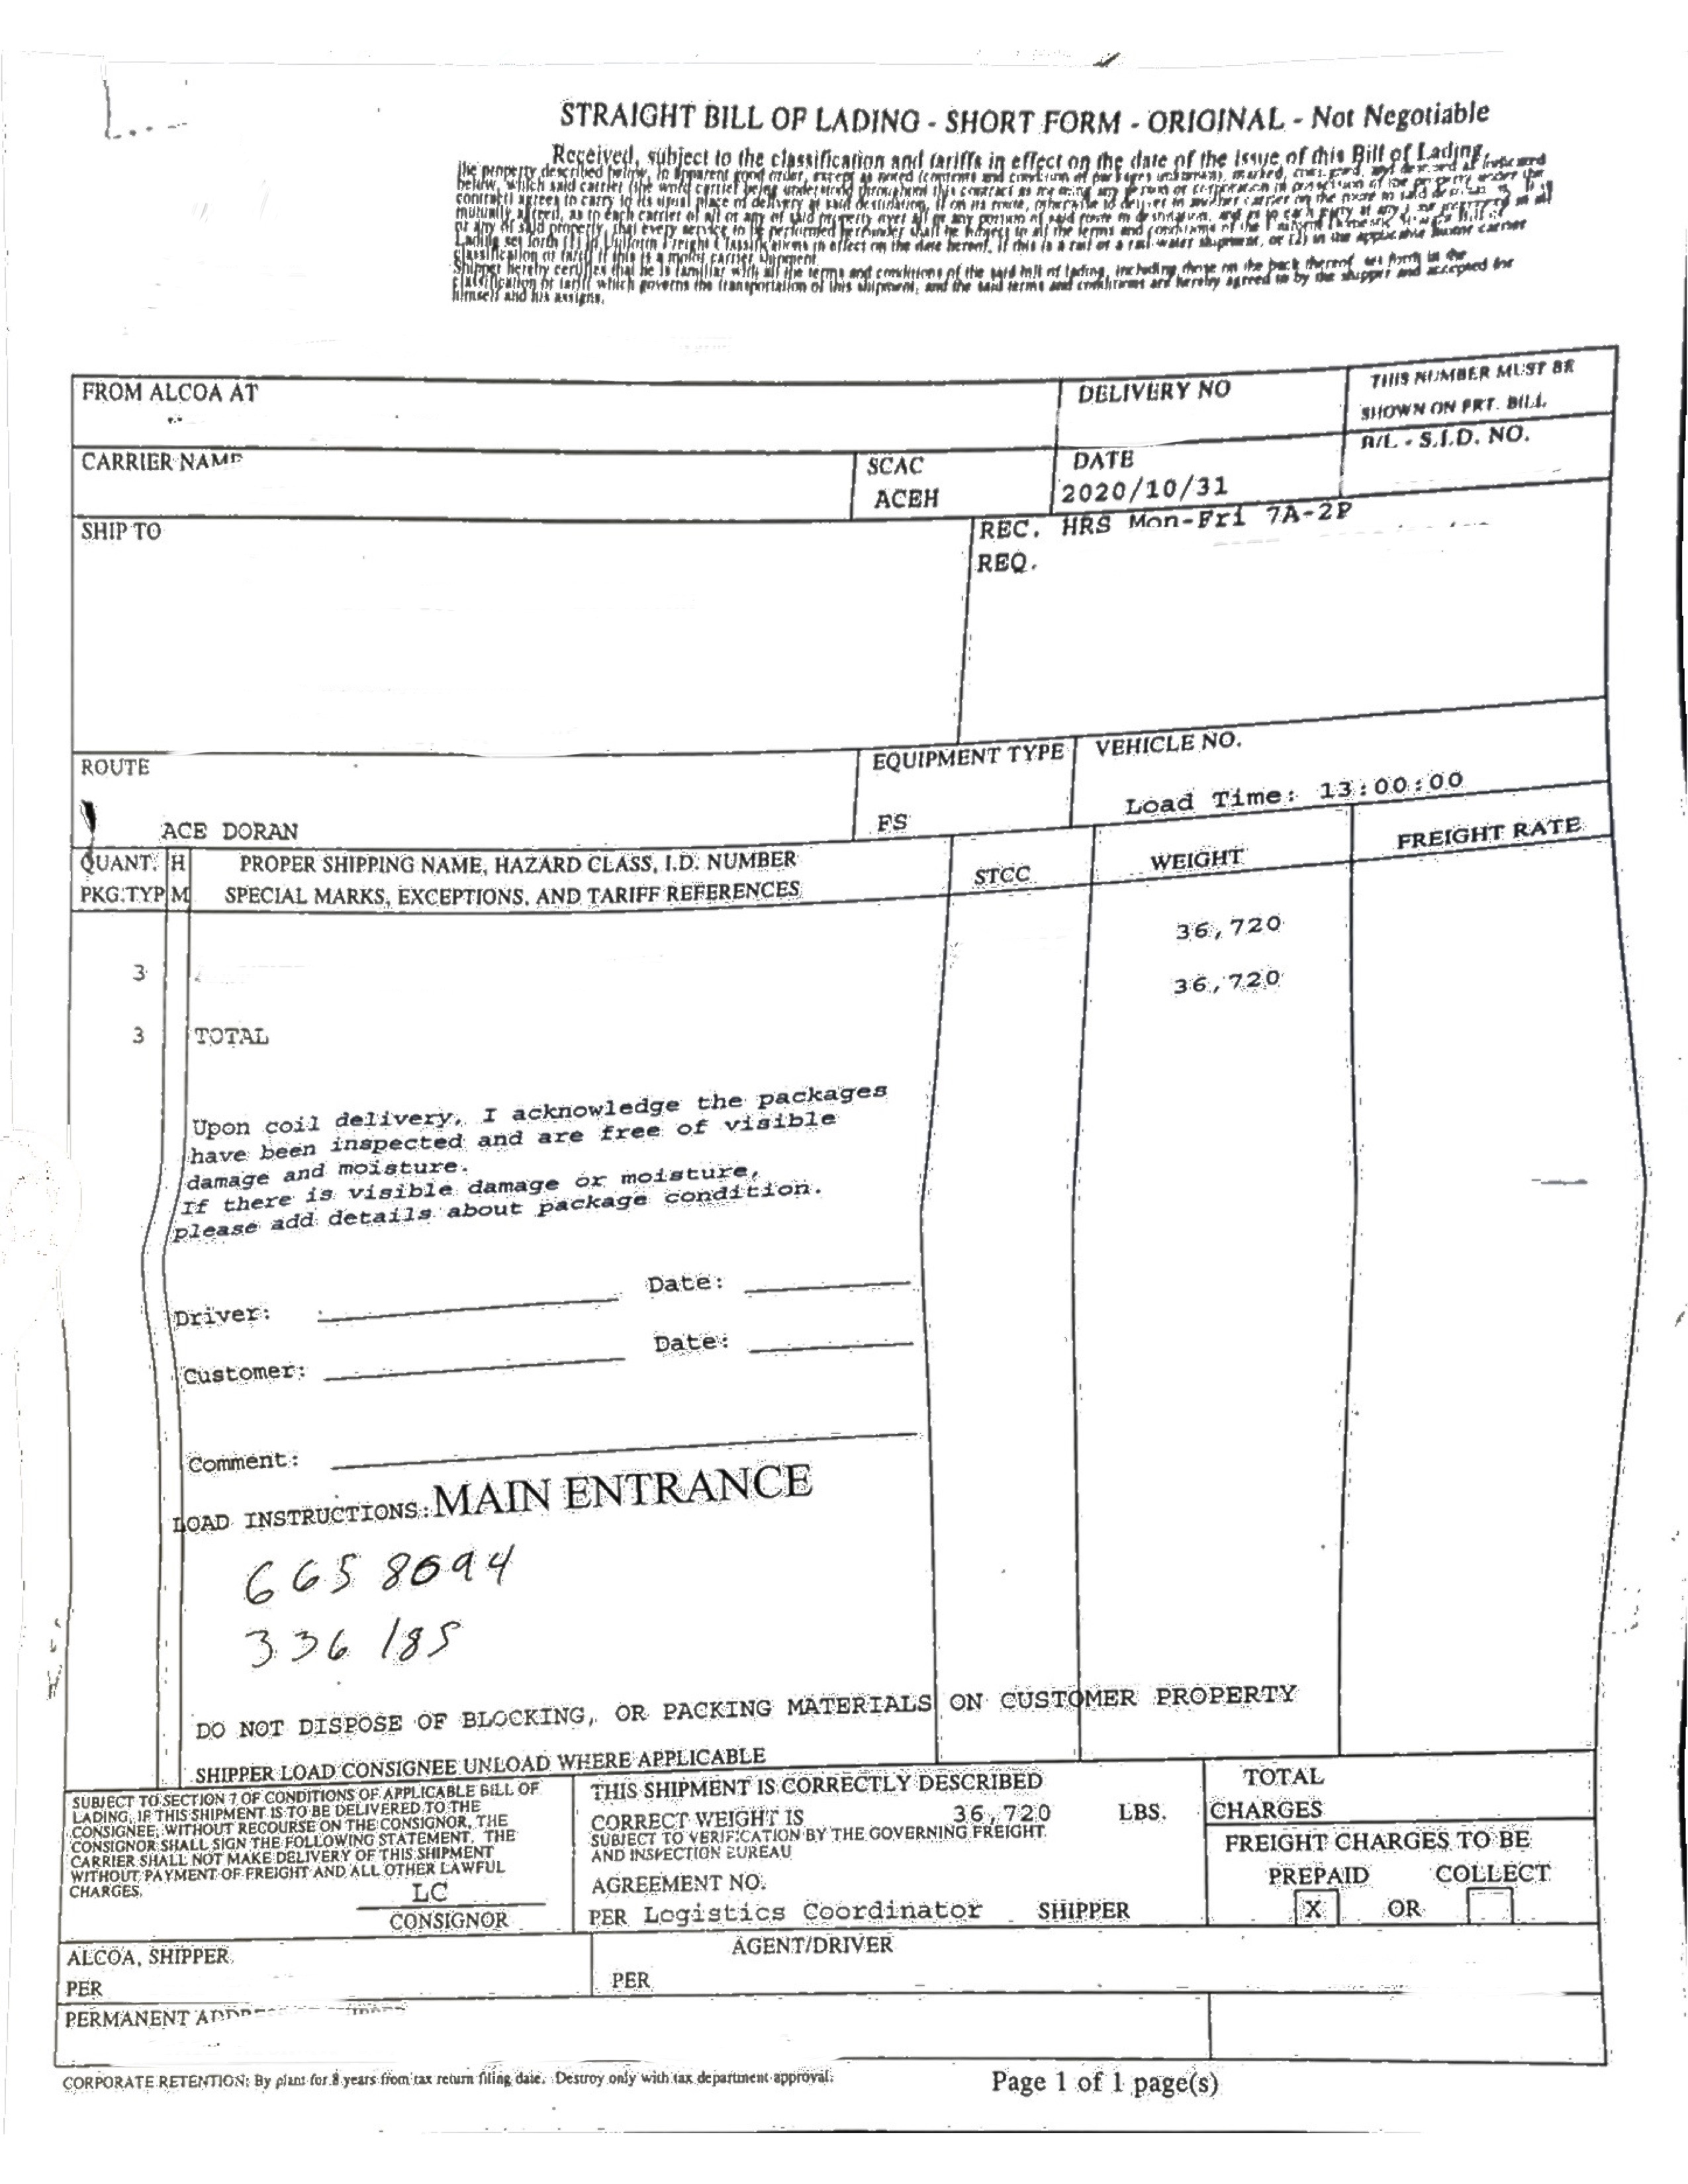 STRAIGHT BILL OF LADING - SHORT FORM - ORIGINAL - Not Negotiable
Received, subject to the classification and tariffs in effect on the date of the issue of this Bill of Lading,
the property described below, in apparent good order, except as noted (contents and condition of packages unknown), marked, consigned, and destined as indicated
below, which said carrier (the word carrier being understood throughout this contract as meaning any person or corporation in possession of the property under the
contract) agrees to carry to its usual place of delivery at said destination, if on its route, otherwise to deliver to another carrier on the route to said destination. It is
mutually agreed, as to each carrier of all or any of said property over all or any portion of said route to destination, and as to each party at any time interested in all
or any of said property, that every service to be performed hereunder shall be subject to all the terms and conditions of the Uniform Domestic Straight Bill of
Lading set forth (1) in Uniform Freight Classifications in effect on the date hereof, if this is a rail or a rail-water shipment, or (2) in the applicable motor carrier
classification or tariff if this is a motor carrier shipment.
Shipper hereby certifies that he is familiar with all the terms and conditions of the said bill of lading, including those on the back thereof, set forth in the
classification or tariff which governs the transportation of this shipment, and the said terms and conditions are hereby agreed to by the shipper and accepted for
himself and his assigns.
FROM ALCOA AT
DELIVERY NO
THIS NUMBER MUST BE
SHOWN ON FRT. BILL.
B/L - S.I.D. NO.
CARRIER NAME
SCAC
ACEH
DATE
2020/10/31
SHIP TO
REC. HRS Mon-Fri 7A-2P
REQ.
ROUTE
ACE DORAN
EQUIPMENT TYPE
FS
VEHICLE NO.
Load Time: 13:00:00
QUANT. H PROPER SHIPPING NAME, HAZARD CLASS, I.D. NUMBER
PKG.TYP M SPECIAL MARKS, EXCEPTIONS, AND TARIFF REFERENCES
STCC
WEIGHT
FREIGHT RATE
36,720
3
36,720
3 TOTAL
Upon coil delivery, I acknowledge the packages
have been inspected and are free of visible
damage and moisture.
If there is visible damage or moisture,
please add details about package condition.
Driver: Date:
Customer: Date:
Comment:
LOAD INSTRUCTIONS: MAIN ENTRANCE
665 8094
336 185
DO NOT DISPOSE OF BLOCKING, OR PACKING MATERIALS ON CUSTOMER PROPERTY
SHIPPER LOAD CONSIGNEE UNLOAD WHERE APPLICABLE
SUBJECT TO SECTION 7 OF CONDITIONS OF APPLICABLE BILL OF
LADING, IF THIS SHIPMENT IS TO BE DELIVERED TO THE
CONSIGNEE, WITHOUT RECOURSE ON THE CONSIGNOR, THE
CONSIGNOR SHALL SIGN THE FOLLOWING STATEMENT. THE
CARRIER SHALL NOT MAKE DELIVERY OF THIS SHIPMENT
WITHOUT PAYMENT OF FREIGHT AND ALL OTHER LAWFUL
CHARGES.
LC
CONSIGNOR
THIS SHIPMENT IS CORRECTLY DESCRIBED
CORRECT WEIGHT IS 36,720 LBS.
SUBJECT TO VERIFICATION BY THE GOVERNING FREIGHT
AND INSPECTION BUREAU
AGREEMENT NO.
PER Logistics Coordinator SHIPPER
TOTAL
CHARGES
FREIGHT CHARGES TO BE
PREPAID COLLECT
X OR
ALCOA, SHIPPER
PER
AGENT/DRIVER
PER
PERMANENT
CORPORATE RETENTION: By plant for 8 years from tax return filing date. Destroy only with tax department approval.
Page 1 of 1 page(s)